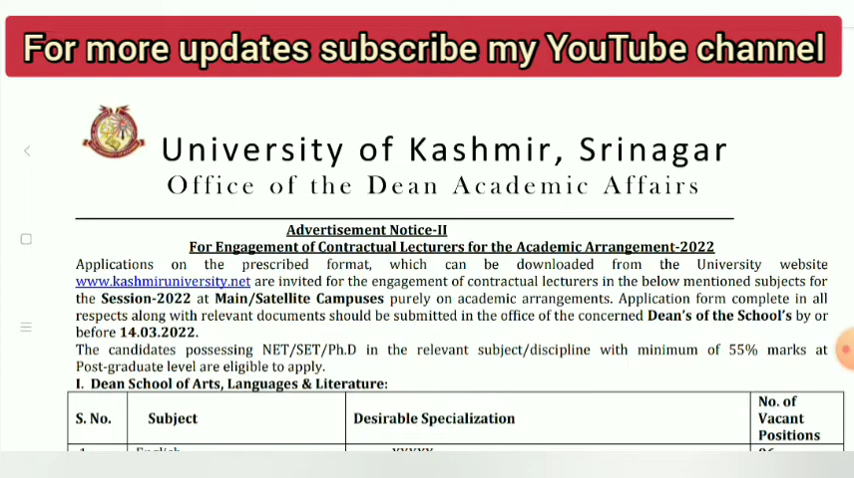 For more updates subscribe my YouTube channel
University of Kashmir, Srinagar
Office of the Dean Academic Affairs
Advertisement Notice-II
For Engagement of Contractual Lecturers for the Academic Arrangement-2022
Applications on the prescribed format, which can be downloaded from the University website
www.kashmiruniversity.net are invited for the engagement of contractual lecturers in the below mentioned subjects for
the Session-2022 at Main/Satellite Campuses purely on academic arrangements. Application form complete in all
respects along with relevant documents should be submitted in the office of the concerned Dean's of the School's by or
before 14.03.2022.
The candidates possessing NET/SET/Ph.D in the relevant subject/discipline with minimum of 55% marks at
Post-graduate level are eligible to apply.
I. Dean School of Arts, Languages & Literature:
S. No. Subject Desirable Specialization No. of Vacant Positions